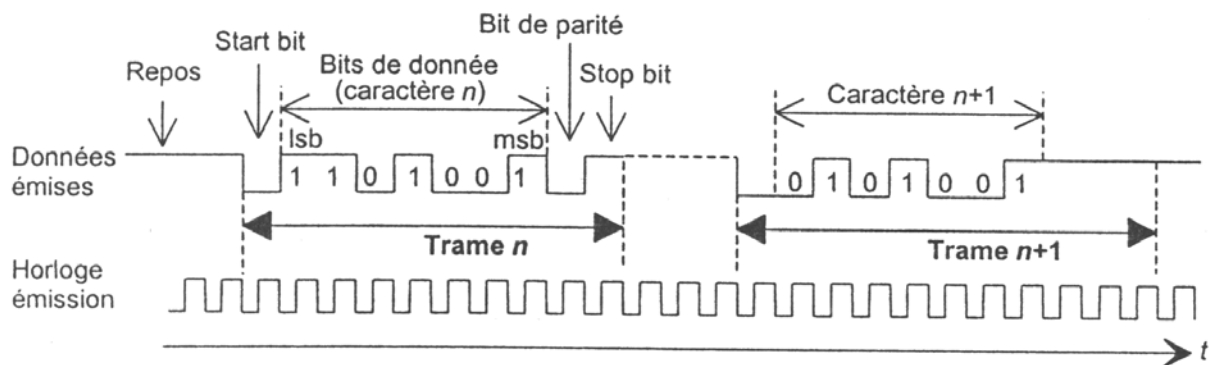 Bit de parité
Start bit
Repos
Bits de donnée
(caractère n)
Stop bit
Caractère n+1
lsb
msb
Données
émises
1 1 0 1 0 0 1
0 1 0 1 0 0 1
Trame n
Trame n+1
Horloge
émission
t